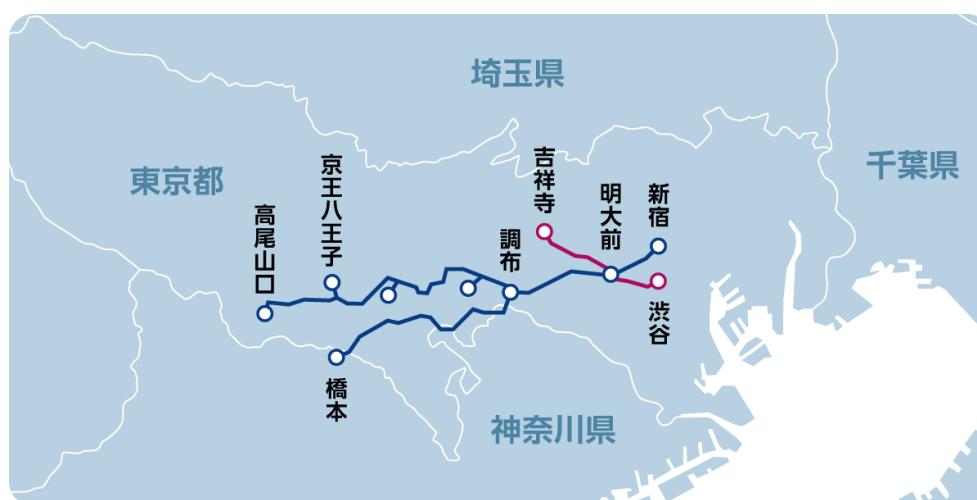 埼玉県
東京都
千葉県
神奈川県
高尾山口
京王八王子
橋本
調布
吉祥寺
明大前
新宿
渋谷